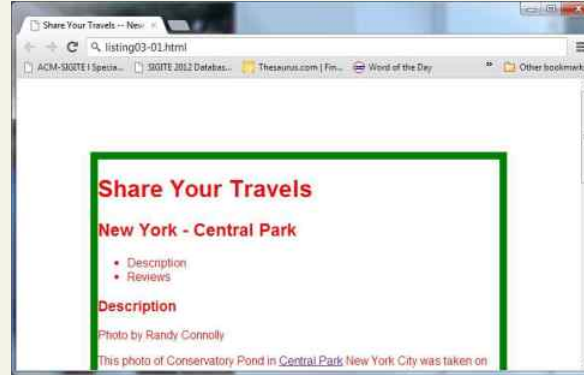 Share Your Travels -- New
listing03-01.html
ACM-SIGITE | Specia... SIGITE 2012 Databas... Thesaurus.com | Fin... Word of the Day » Other bookmark
Share Your Travels
New York - Central Park
• Description
• Reviews
Description
Photo by Randy Connolly
This photo of Conservatory Pond in Central Park New York City was taken on